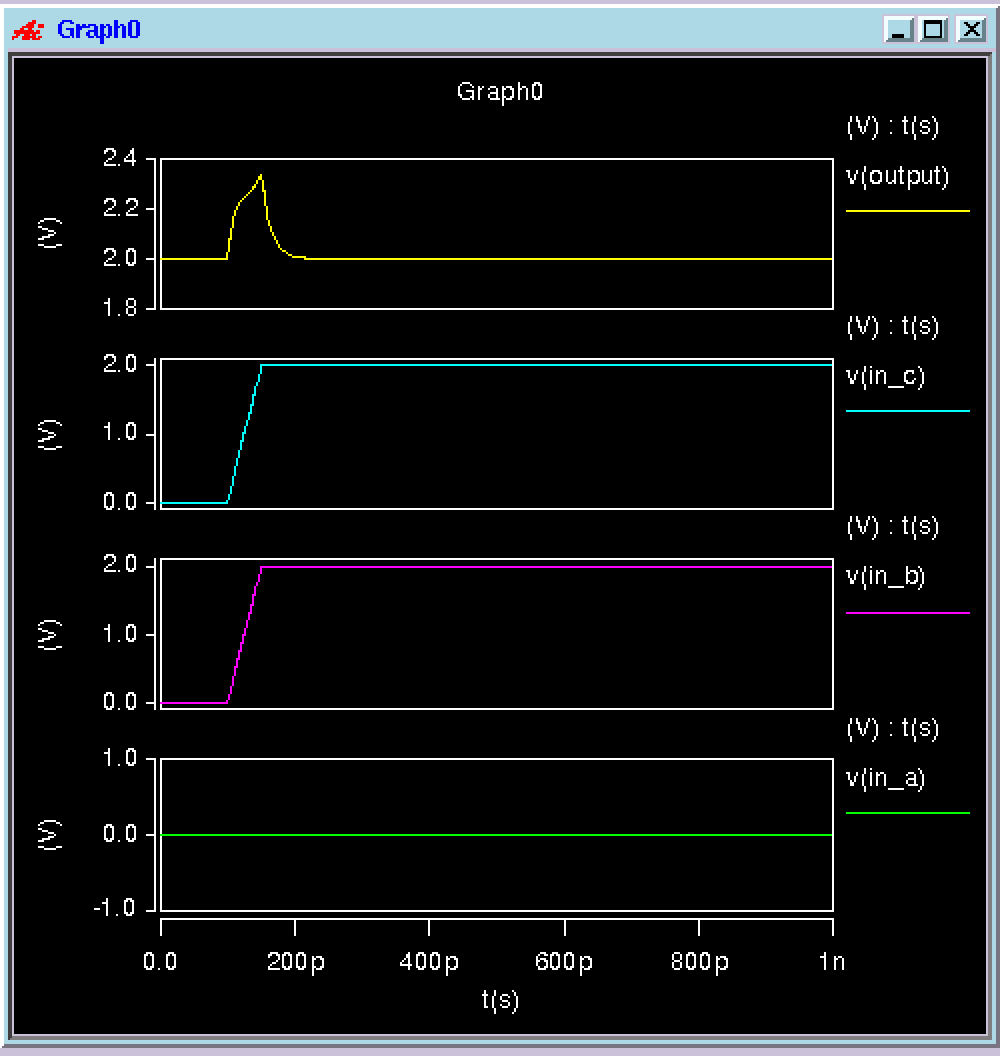 Graph0
Graph0
(V) : t(s)
v(output)
2.4
2.2
2.0
1.8
(V)
(V) : t(s)
v(in_c)
2.0
1.0
0.0
(V)
(V) : t(s)
v(in_b)
2.0
1.0
0.0
(V)
(V) : t(s)
v(in_a)
1.0
0.0
-1.0
(V)
0.0 200p 400p 600p 800p 1n
t(s)